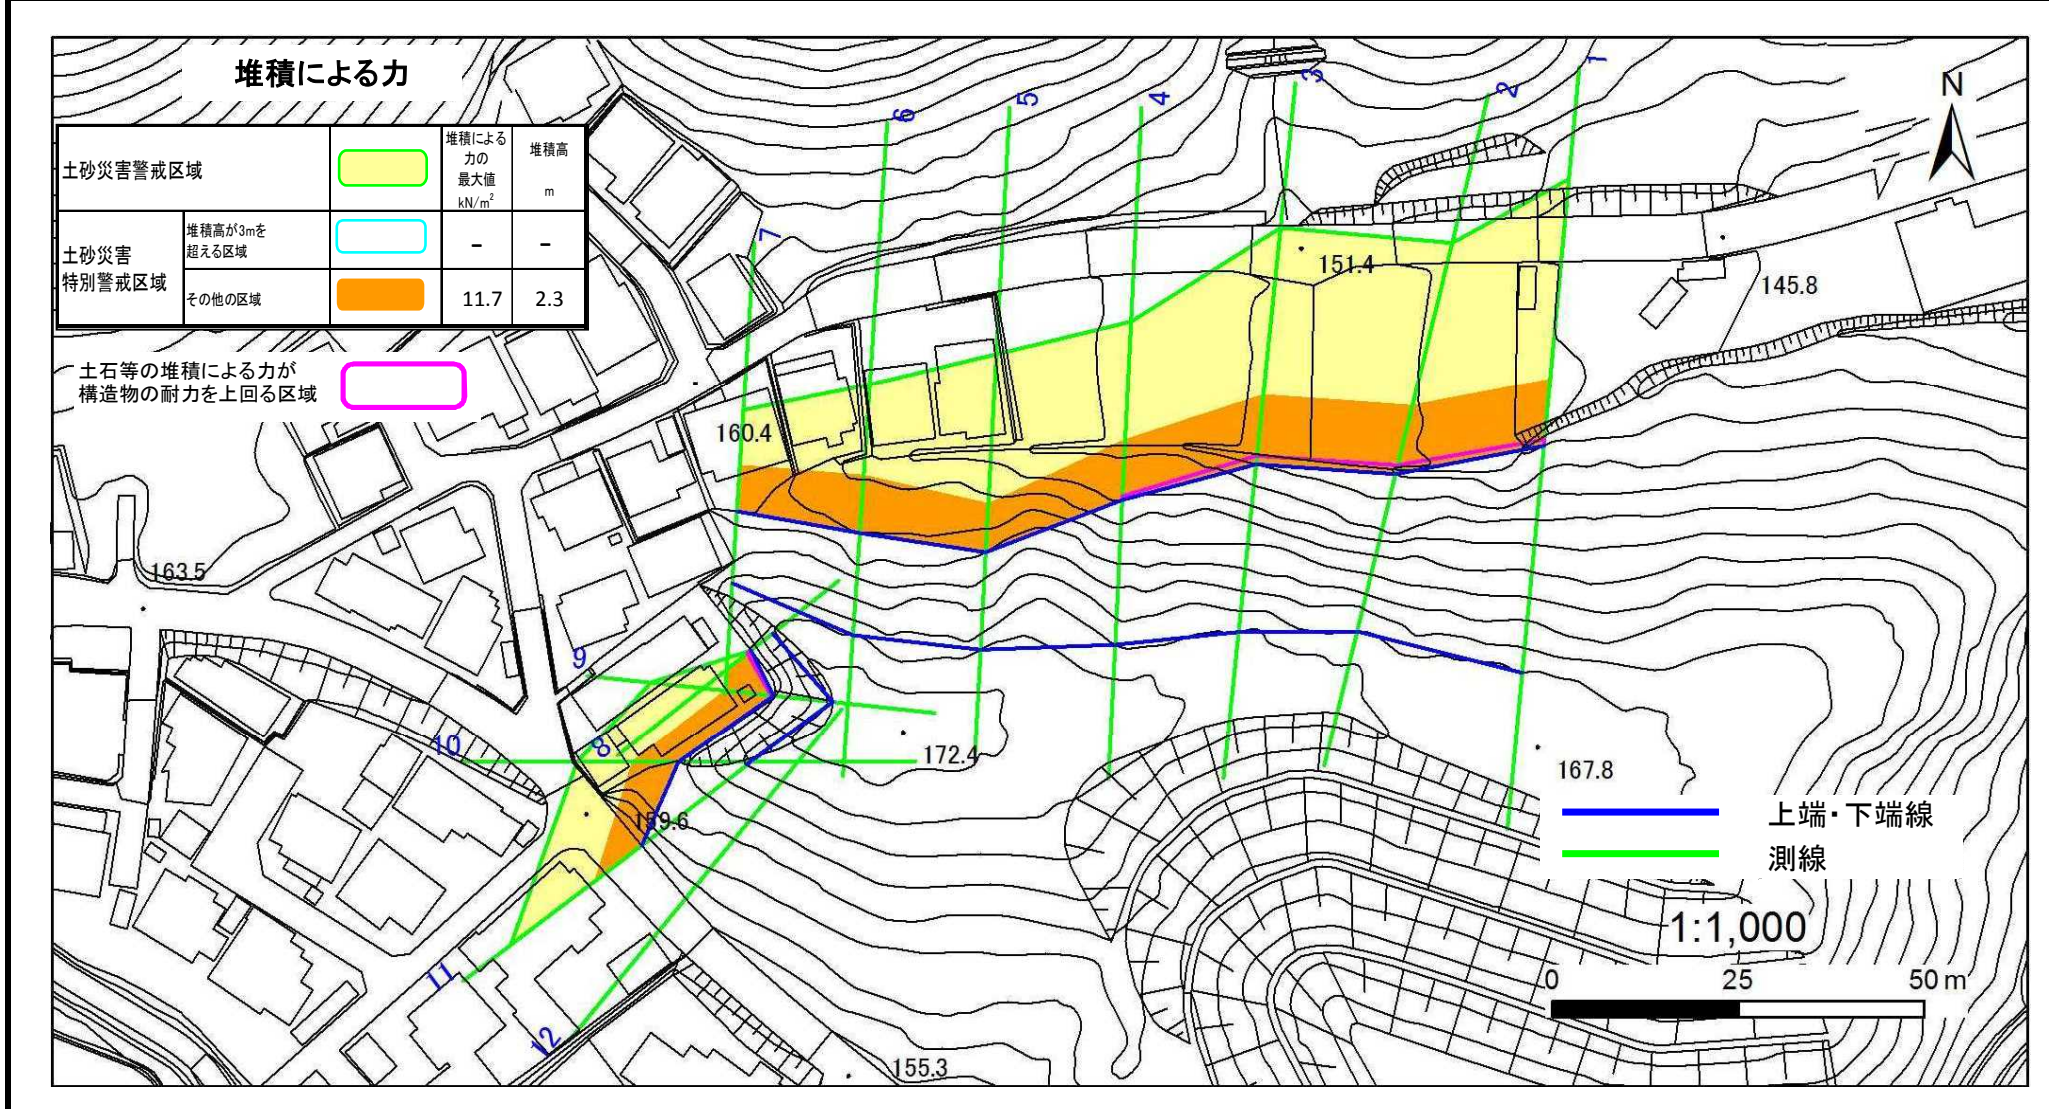 堆積による力
土砂災害警戒区域
堆積による
力の
最大値
kN/m²
堆積高
m
土砂災害
特別警戒区域
堆積高が3mを
超える区域
-
-
その他の区域
11.7
2.3
土石等の堆積による力が
構造物の耐力を上回る区域
1
2
3
4
5
6
7
8
9
10
11
12
N
151.4
145.8
160.4
163.5
172.4
167.8
159.6
155.3
上端・下端線
測線
1:1,000
0 25 50 m